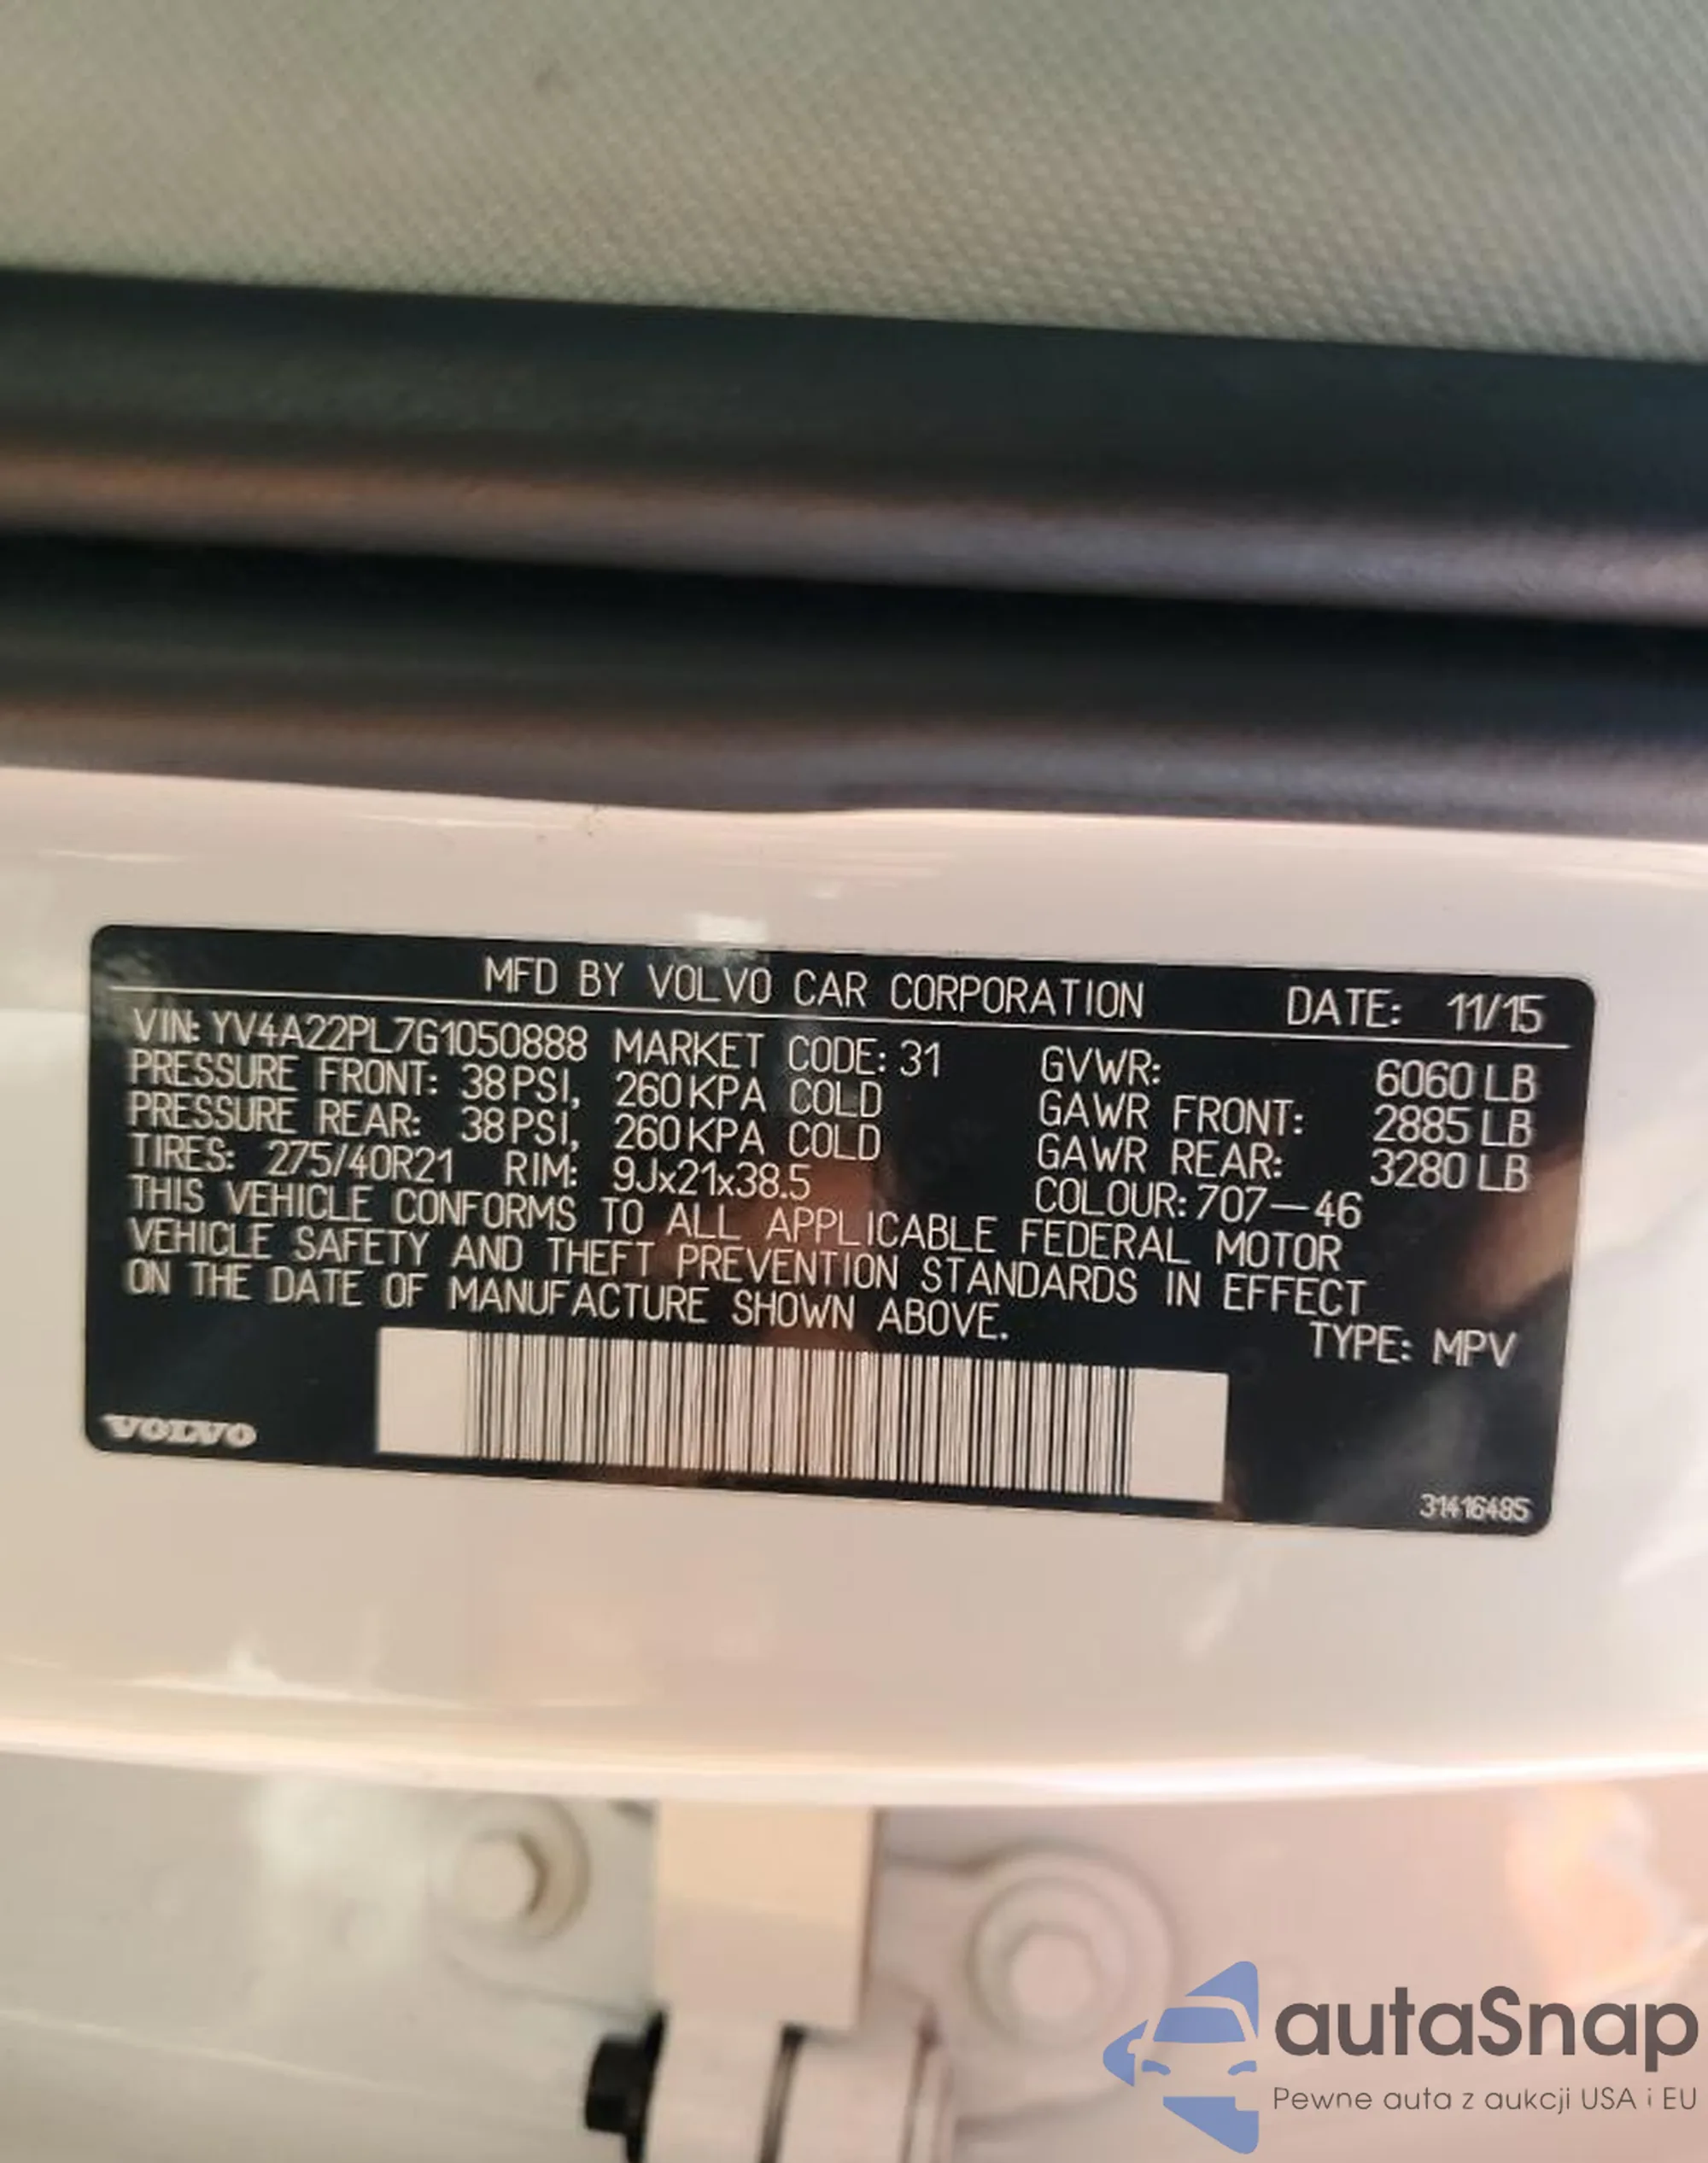 MFD BY VOLVO CAR CORPORATION DATE: 11/15
VIN: YV4A22PL7G1050888 MARKET CODE: 31 GVWR: 6060 LB
PRESSURE FRONT: 38 PSI, 260 KPA COLD GAWR FRONT: 2885 LB
PRESSURE REAR: 38 PSI, 260 KPA COLD GAWR REAR: 3280 LB
TIRES: 275/40R21 RIM: 9Jx21x38.5 COLOUR: 707-46
THIS VEHICLE CONFORMS TO ALL APPLICABLE FEDERAL MOTOR
VEHICLE SAFETY AND THEFT PREVENTION STANDARDS IN EFFECT
ON THE DATE OF MANUFACTURE SHOWN ABOVE. TYPE: MPV
VOLVO
31416485
autaSnap
Pewne auta z aukcji USA i EU